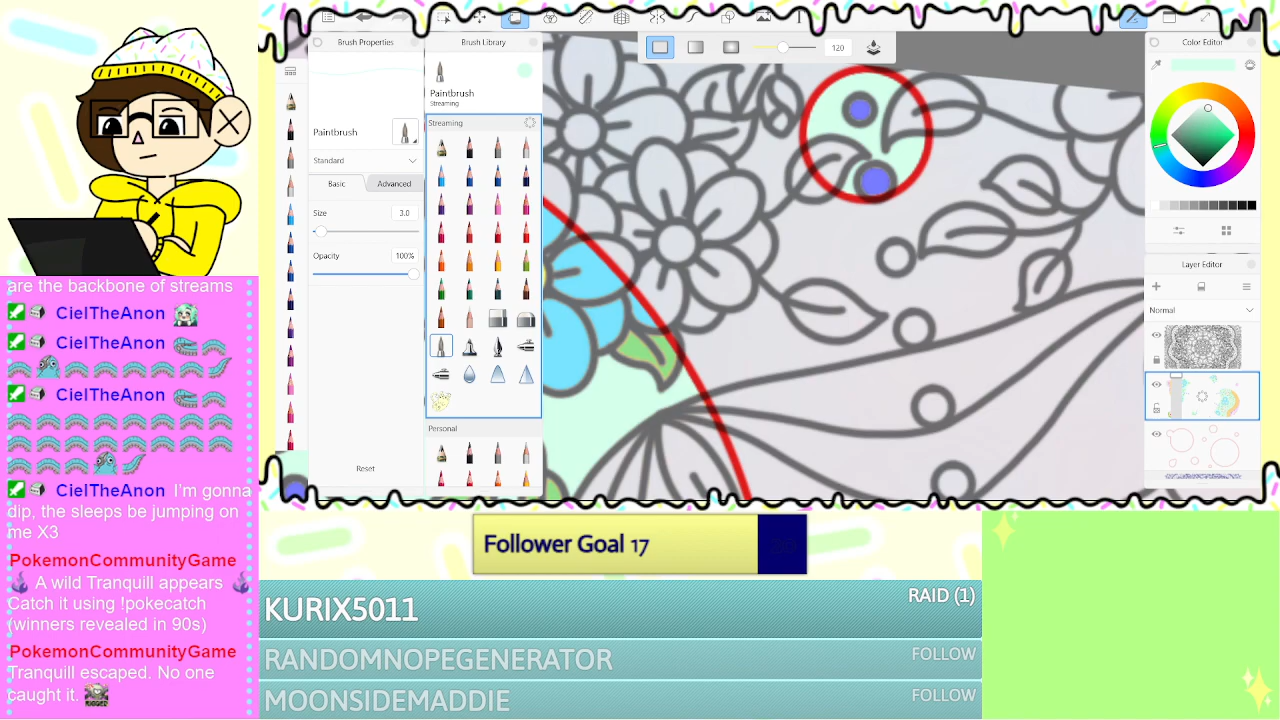 Brush Properties
Paintbrush
Standard
Basic
Advanced
Size
3.0
Opacity
100%
Reset
Brush Library
Paintbrush
Streaming
Streaming
Personal
120
T
Color Editor
Layer Editor
Normal
are the backbone of streams
CielTheAnon
CielTheAnon
CielTheAnon
CielTheAnon I'm gonna
dip, the sleeps be jumping on
me X3
PokemonCommunityGame
A wild Tranquill appears
Catch it using !pokecatch
(winners revealed in 90s)
PokemonCommunityGame
Tranquill escaped. No one
caught it.
Follower Goal 17
KURIX5011
RAID (1)
RANDOMNOPEGENERATOR
FOLLOW
MOONSIDEMADDIE
FOLLOW